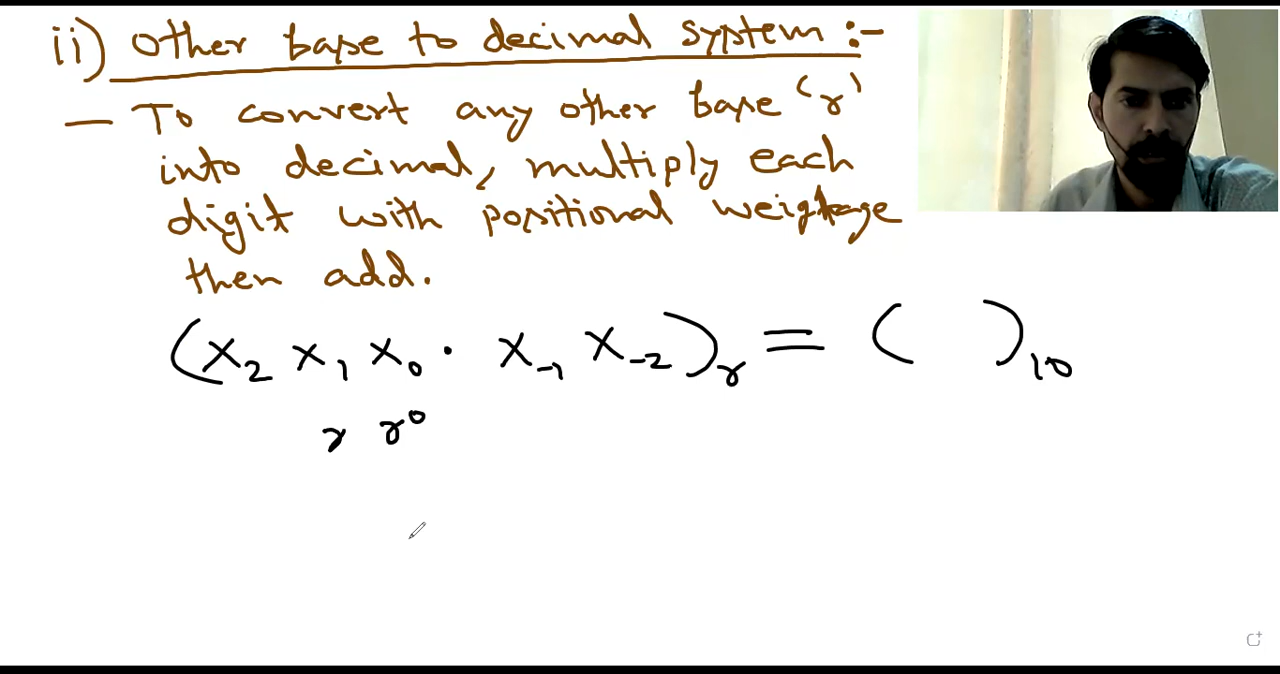 ii) Other base to decimal system :-
— To convert any other base 'r'
into decimal, multiply each
digit with positional weightage
then add.
(x₂ x₁ x₀ . x₋₁ x₋₂)ᵣ = ( )₁₀
r r⁰